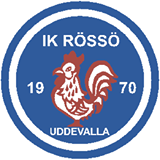 IK RÖSSÖ
19 70
UDDEVALLA